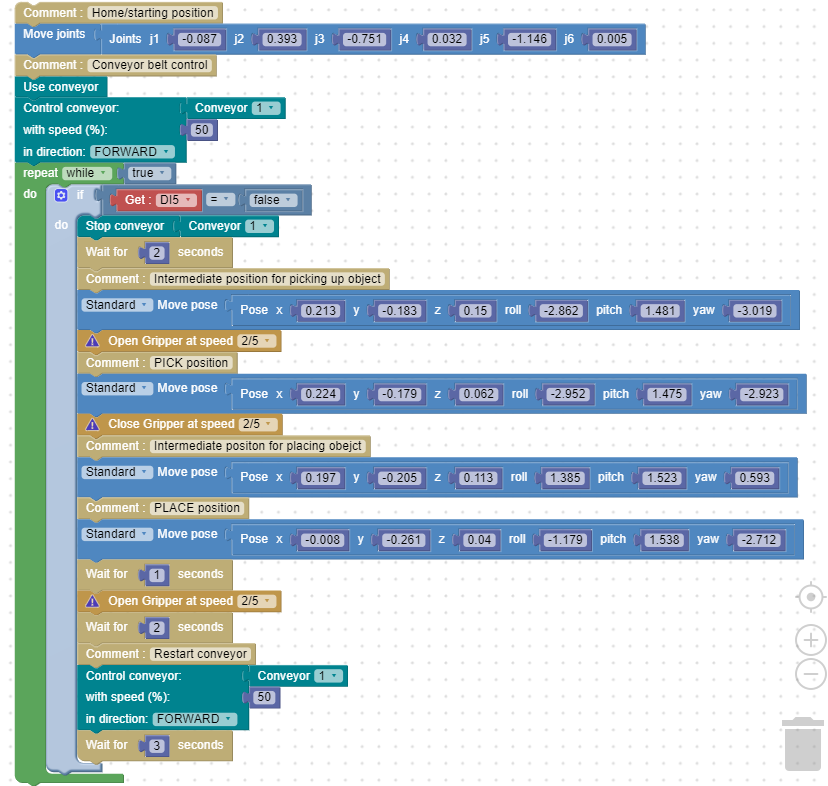 Comment : Home/starting position
Move joints Joints j1 -0.087 j2 0.393 j3 -0.751 j4 0.032 j5 -1.146 j6 0.005
Comment : Conveyor belt control
Use conveyor
Control conveyor: Conveyor 1
with speed (%): 50
in direction: FORWARD
repeat while true
do if Get : DI5 = false
do Stop conveyor Conveyor 1
Wait for 2 seconds
Comment : Intermediate position for picking up object
Standard Move pose Pose x 0.213 y -0.183 z 0.15 roll -2.862 pitch 1.481 yaw -3.019
Open Gripper at speed 2/5
Comment : PICK position
Standard Move pose Pose x 0.224 y -0.179 z 0.062 roll -2.952 pitch 1.475 yaw -2.923
Close Gripper at speed 2/5
Comment : Intermediate positon for placing obejct
Standard Move pose Pose x 0.197 y -0.205 z 0.113 roll 1.385 pitch 1.523 yaw 0.593
Comment : PLACE position
Standard Move pose Pose x -0.008 y -0.261 z 0.04 roll -1.179 pitch 1.538 yaw -2.712
Wait for 1 seconds
Open Gripper at speed 2/5
Wait for 2 seconds
Comment : Restart conveyor
Control conveyor: Conveyor 1
with speed (%): 50
in direction: FORWARD
Wait for 3 seconds